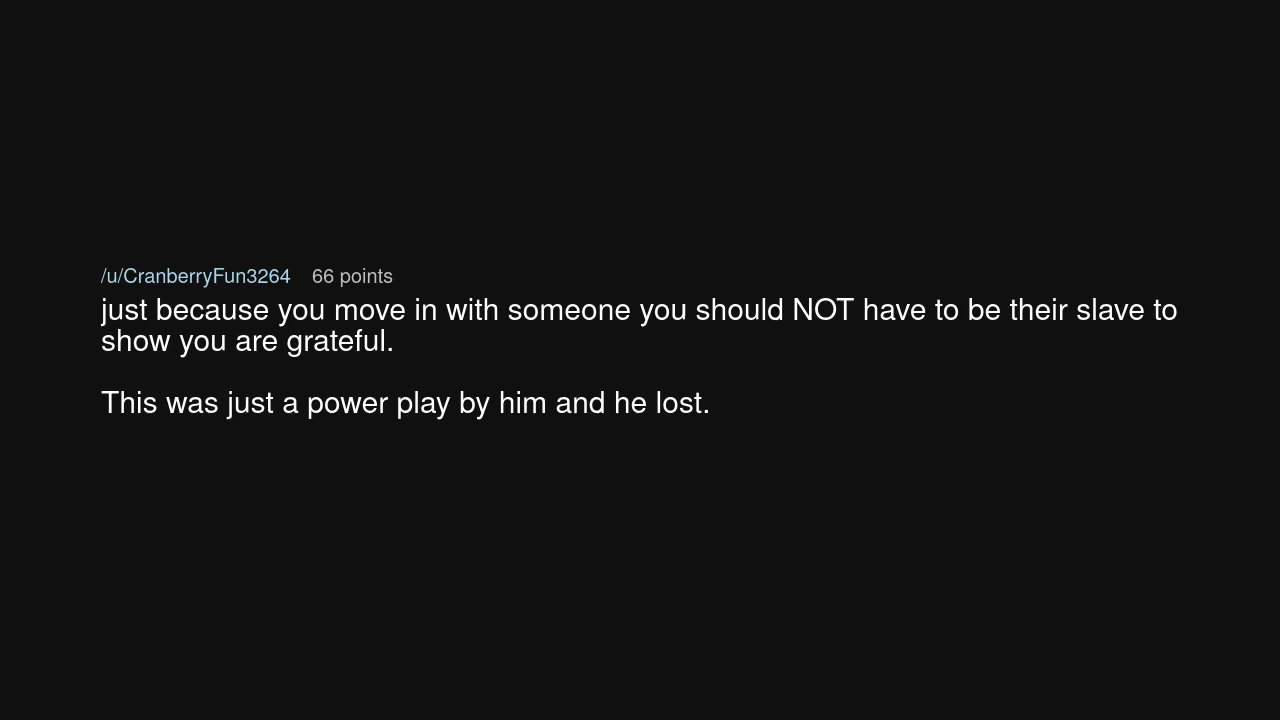 /u/CranberryFun3264 66 points
just because you move in with someone you should NOT have to be their slave to
show you are grateful.
This was just a power play by him and he lost.